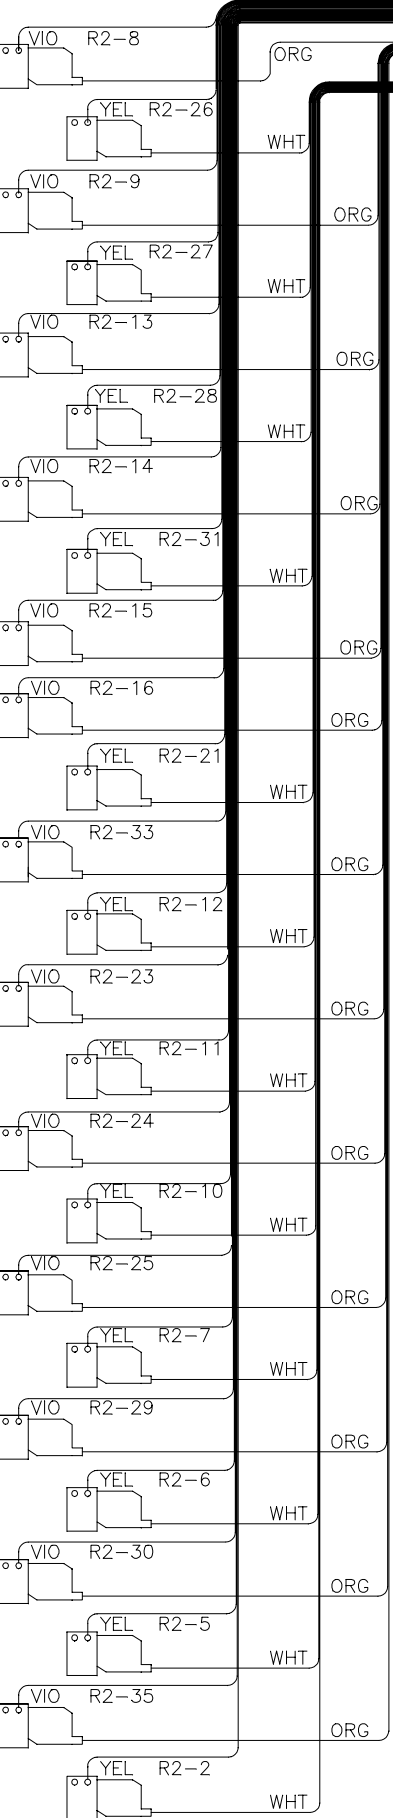 VIO R2-8
ORG
YEL R2-26
WHT
VIO R2-9
ORG
YEL R2-27
WHT
VIO R2-13
ORG
YEL R2-28
WHT
VIO R2-14
ORG
YEL R2-31
WHT
VIO R2-15
ORG
VIO R2-16
ORG
YEL R2-21
WHT
VIO R2-33
ORG
YEL R2-12
WHT
VIO R2-23
ORG
YEL R2-11
WHT
VIO R2-24
ORG
YEL R2-10
WHT
VIO R2-25
ORG
YEL R2-7
WHT
VIO R2-29
ORG
YEL R2-6
WHT
VIO R2-30
ORG
YEL R2-5
WHT
VIO R2-35
ORG
YEL R2-2
WHT